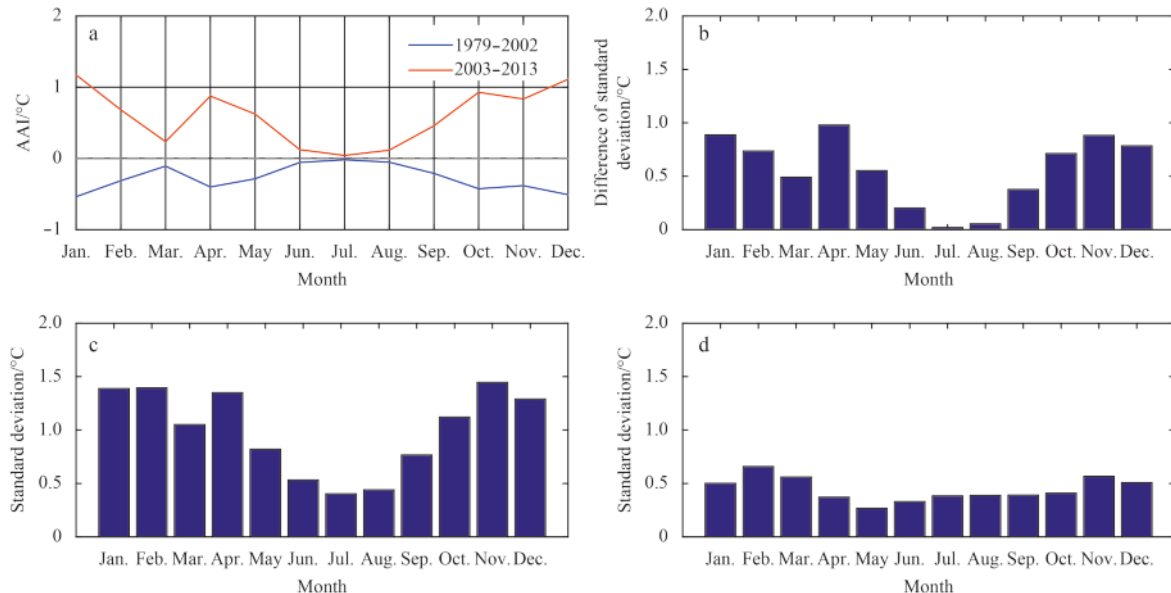 a
1979–2002
2003–2013
AAI/°C
2
1
0
−1
Jan. Feb. Mar. Apr. May Jun. Jul. Aug. Sep. Oct. Nov. Dec.
Month
b
Difference of standard
deviation/°C
2.0
1.5
1.0
0.5
0
Jan. Feb. Mar. Apr. May Jun. Jul. Aug. Sep. Oct. Nov. Dec.
Month
c
Standard deviation/°C
2.0
1.5
1.0
0.5
0
Jan. Feb. Mar. Apr. May Jun. Jul. Aug. Sep. Oct. Nov. Dec.
Month
d
Standard deviation/°C
2.0
1.5
1.0
0.5
0
Jan. Feb. Mar. Apr. May Jun. Jul. Aug. Sep. Oct. Nov. Dec.
Month